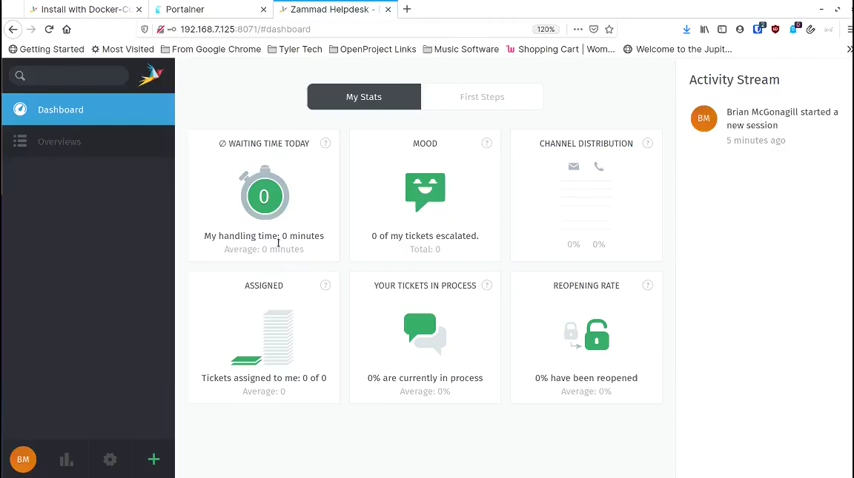 Install with Docker-Co
Portainer
Zammad Helpdesk -
192.168.7.125:8071/#dashboard
120%
Getting Started
Most Visited
From Google Chrome
Tyler Tech
OpenProject Links
Music Software
Shopping Cart | Wom...
Welcome to the Jupit...
Dashboard
Overviews
BM
My Stats
First Steps
∅ WAITING TIME TODAY
0
My handling time: 0 minutes
Average: 0 minutes
MOOD
0 of my tickets escalated.
Total: 0
CHANNEL DISTRIBUTION
0% 0%
ASSIGNED
Tickets assigned to me: 0 of 0
Average: 0
YOUR TICKETS IN PROCESS
0% are currently in process
Average: 0%
REOPENING RATE
0% have been reopened
Average: 0%
Activity Stream
BM
Brian McGonagill started a
new session
5 minutes ago